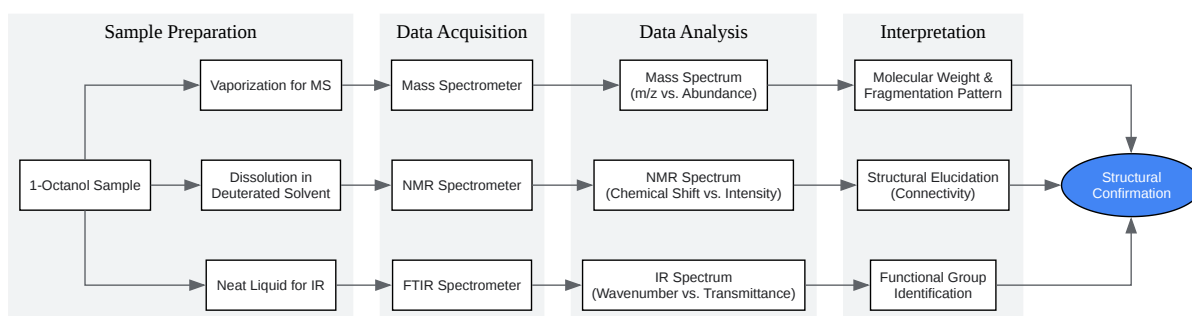 Sample Preparation
Data Acquisition
Data Analysis
Interpretation
Vaporization for MS
Mass Spectrometer
Mass Spectrum
(m/z vs. Abundance)
Molecular Weight &
Fragmentation Pattern
1-Octanol Sample
Dissolution in
Deuterated Solvent
NMR Spectrometer
NMR Spectrum
(Chemical Shift vs. Intensity)
Structural Elucidation
(Connectivity)
Structural
Confirmation
Neat Liquid for IR
FTIR Spectrometer
IR Spectrum
(Wavenumber vs. Transmittance)
Functional Group
Identification